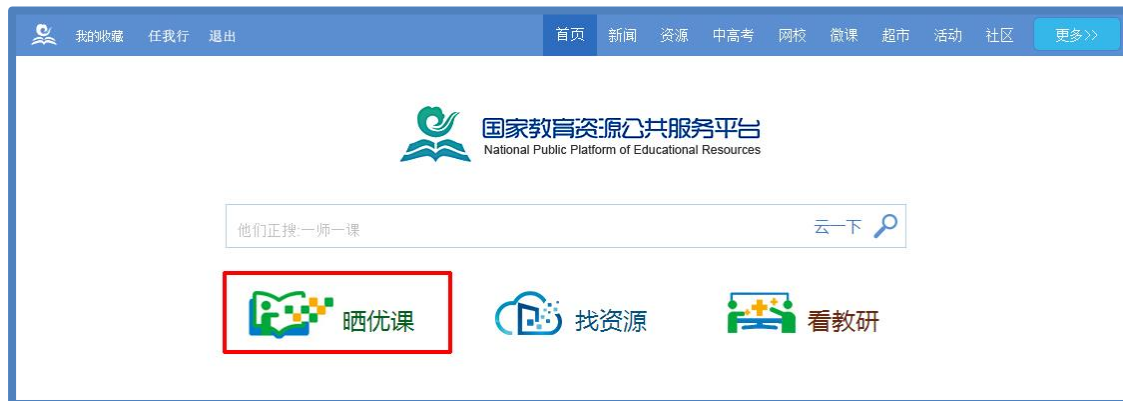 我的收藏 任我行 退出 首页 新闻 资源 中高考 网校 微课 超市 活动 社区 更多>>
国家教育资源公共服务平台
National Public Platform of Educational Resources
他们正搜:一师一课 云一下
晒优课 找资源 看教研